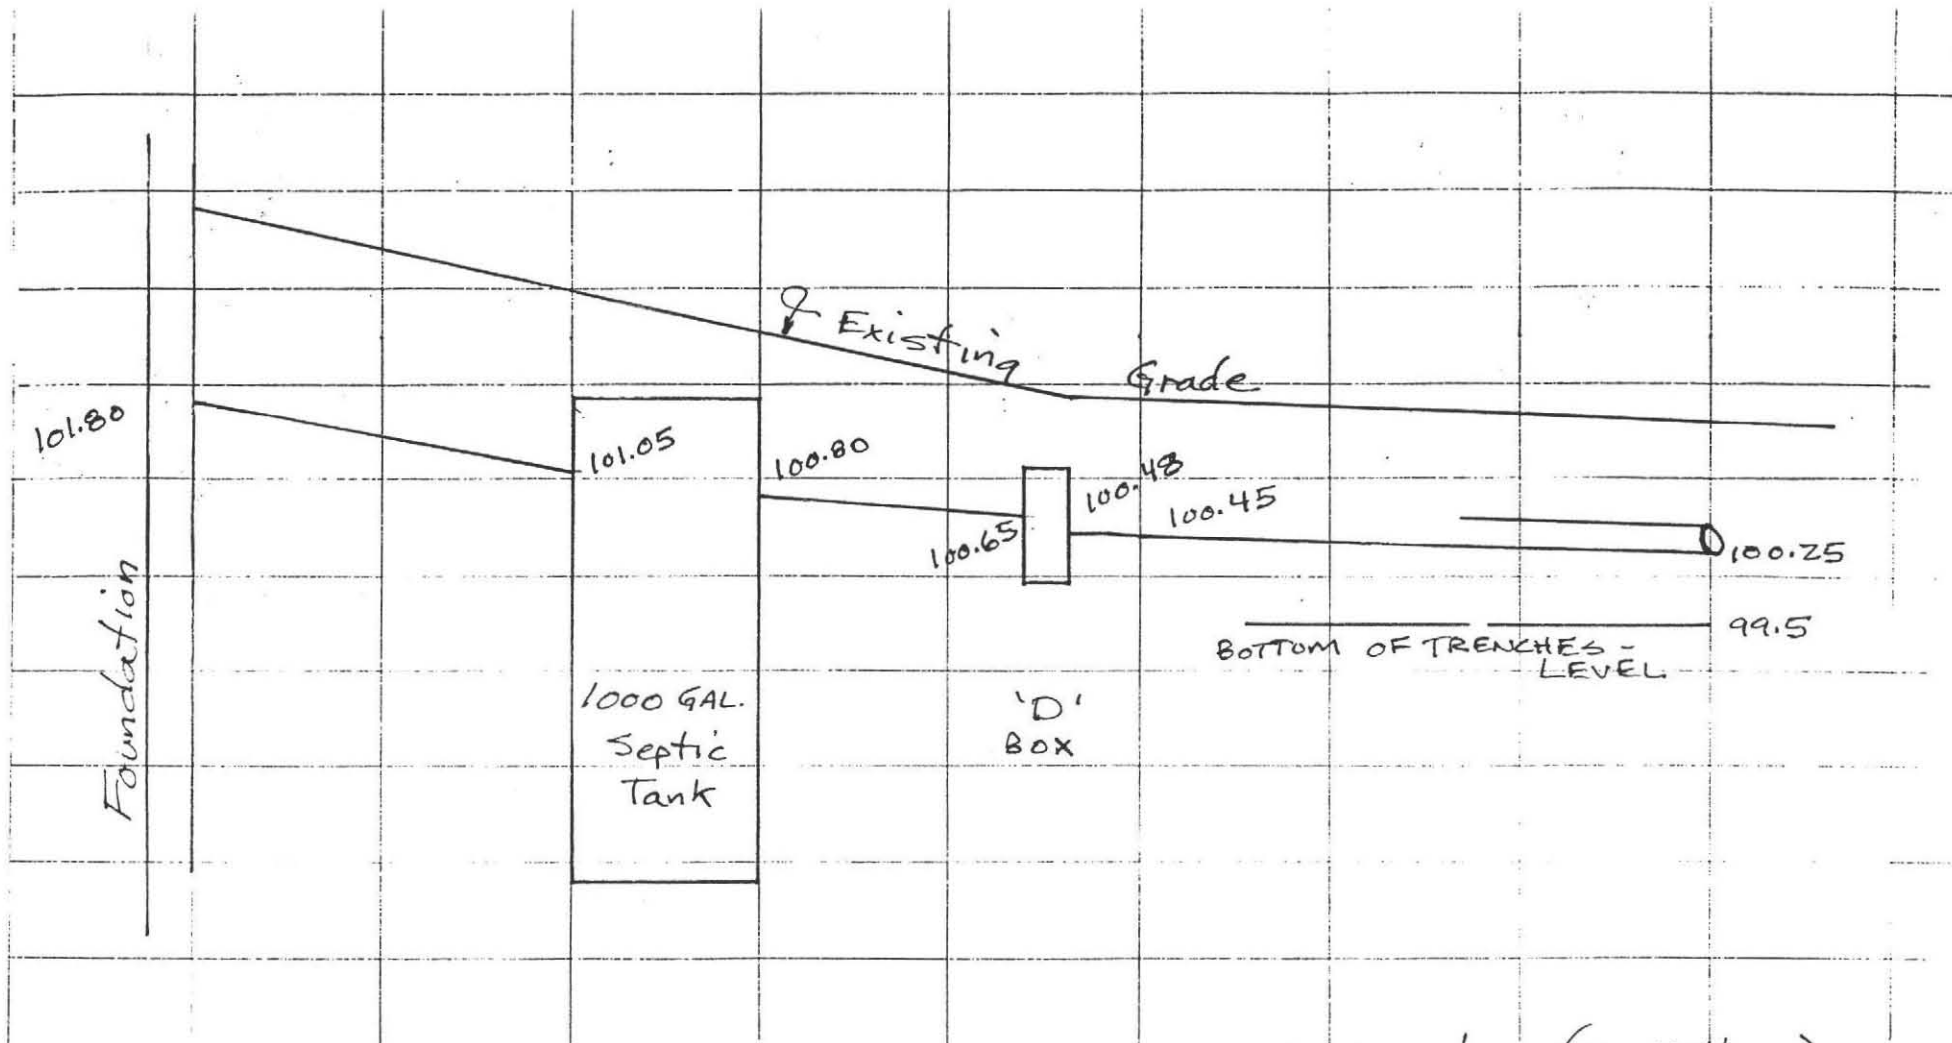 Existing
Grade
101.80
101.05
100.80
100.48
100.45
100.65
100.25
99.5
BOTTOM OF TRENCHES -
LEVEL
Foundation
1000 GAL.
Septic
Tank
'D'
BOX